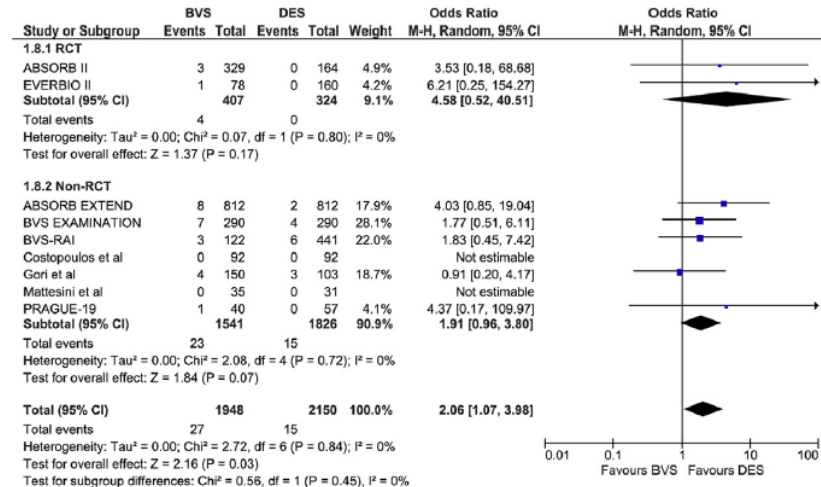 BVS DES Odds Ratio Odds Ratio
Study or Subgroup Events Total Events Total Weight M-H, Random, 95% CI M-H, Random, 95% CI
1.8.1 RCT
ABSORB II 3 329 0 164 4.9% 3.53 [0.18, 68.68]
EVERBIO II 1 78 0 160 4.2% 6.21 [0.25, 154.27]
Subtotal (95% CI) 407 324 9.1% 4.58 [0.52, 40.51]
Total events 4 0
Heterogeneity: Tau² = 0.00; Chi² = 0.07, df = 1 (P = 0.80); I² = 0%
Test for overall effect: Z = 1.37 (P = 0.17)
1.8.2 Non-RCT
ABSORB EXTEND 8 812 2 812 17.9% 4.03 [0.85, 19.04]
BVS EXAMINATION 7 290 4 290 28.1% 1.77 [0.51, 6.11]
BVS-RAI 3 122 6 441 22.0% 1.83 [0.45, 7.42]
Costopoulos et al 0 92 0 92 Not estimable
Gori et al 4 150 3 103 18.7% 0.91 [0.20, 4.17]
Mattesini et al 0 35 0 31 Not estimable
PRAGUE-19 1 40 0 57 4.1% 4.37 [0.17, 109.97]
Subtotal (95% CI) 1541 1826 90.9% 1.91 [0.96, 3.80]
Total events 23 15
Heterogeneity: Tau² = 0.00; Chi² = 2.08, df = 4 (P = 0.72); I² = 0%
Test for overall effect: Z = 1.84 (P = 0.07)
Total (95% CI) 1948 2150 100.0% 2.06 [1.07, 3.98]
Total events 27 15
Heterogeneity: Tau² = 0.00; Chi² = 2.72, df = 6 (P = 0.84); I² = 0%
Test for overall effect: Z = 2.16 (P = 0.03)
Test for subgroup differences: Chi² = 0.56, df = 1 (P = 0.45), I² = 0%
0.01 0.1 1 10 100
Favours BVS Favours DES